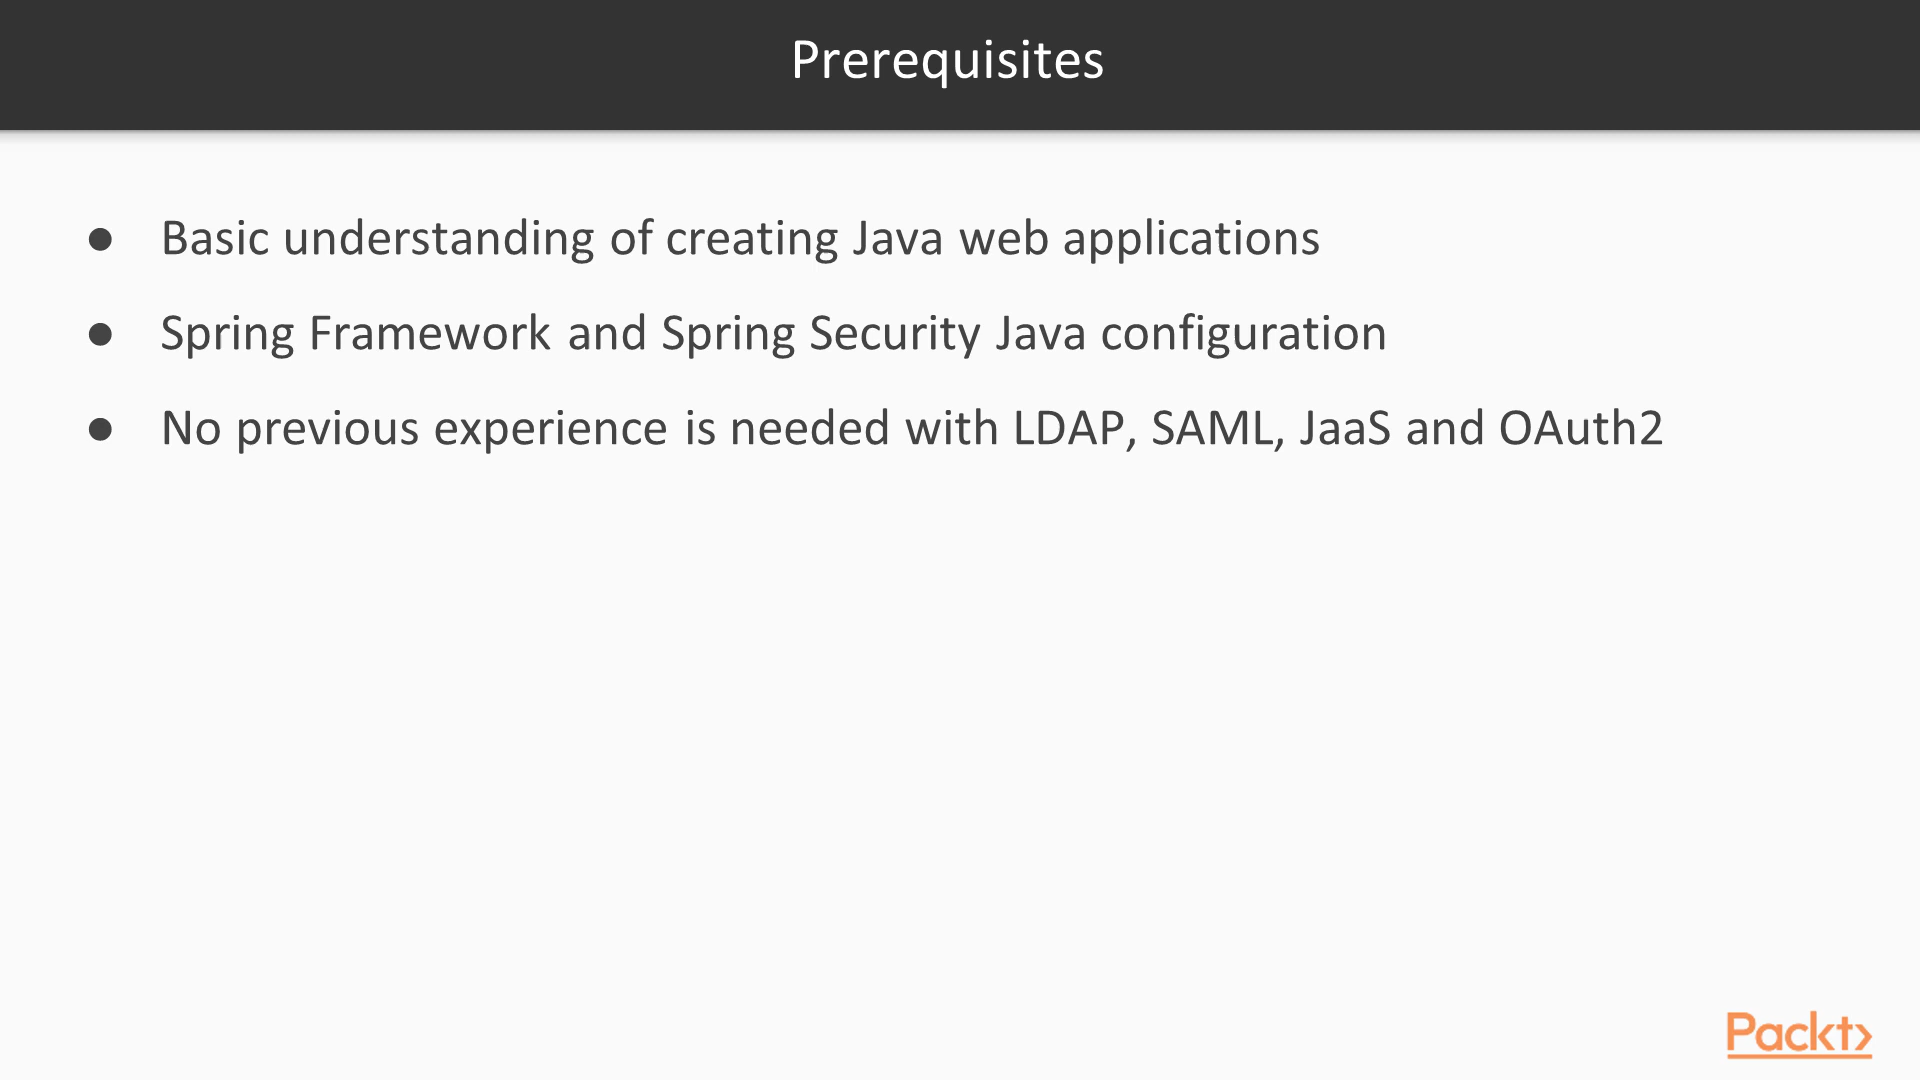 Prerequisites
● Basic understanding of creating Java web applications
● Spring Framework and Spring Security Java configuration
● No previous experience is needed with LDAP, SAML, JaaS and OAuth2
Packt>